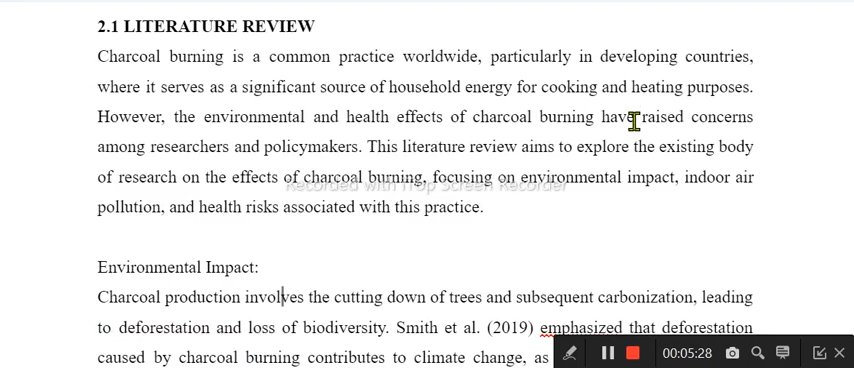 2.1 LITERATURE REVIEW
Charcoal burning is a common practice worldwide, particularly in developing countries,
where it serves as a significant source of household energy for cooking and heating purposes.
However, the environmental and health effects of charcoal burning have raised concerns
among researchers and policymakers. This literature review aims to explore the existing body
of research on the effects of charcoal burning, focusing on environmental impact, indoor air
Recorded with iTop Screen Recorder
pollution, and health risks associated with this practice.
Environmental Impact:
Charcoal production involves the cutting down of trees and subsequent carbonization, leading
to deforestation and loss of biodiversity. Smith et al. (2019) emphasized that deforestation
caused by charcoal burning contributes to climate change, as
00:05:28